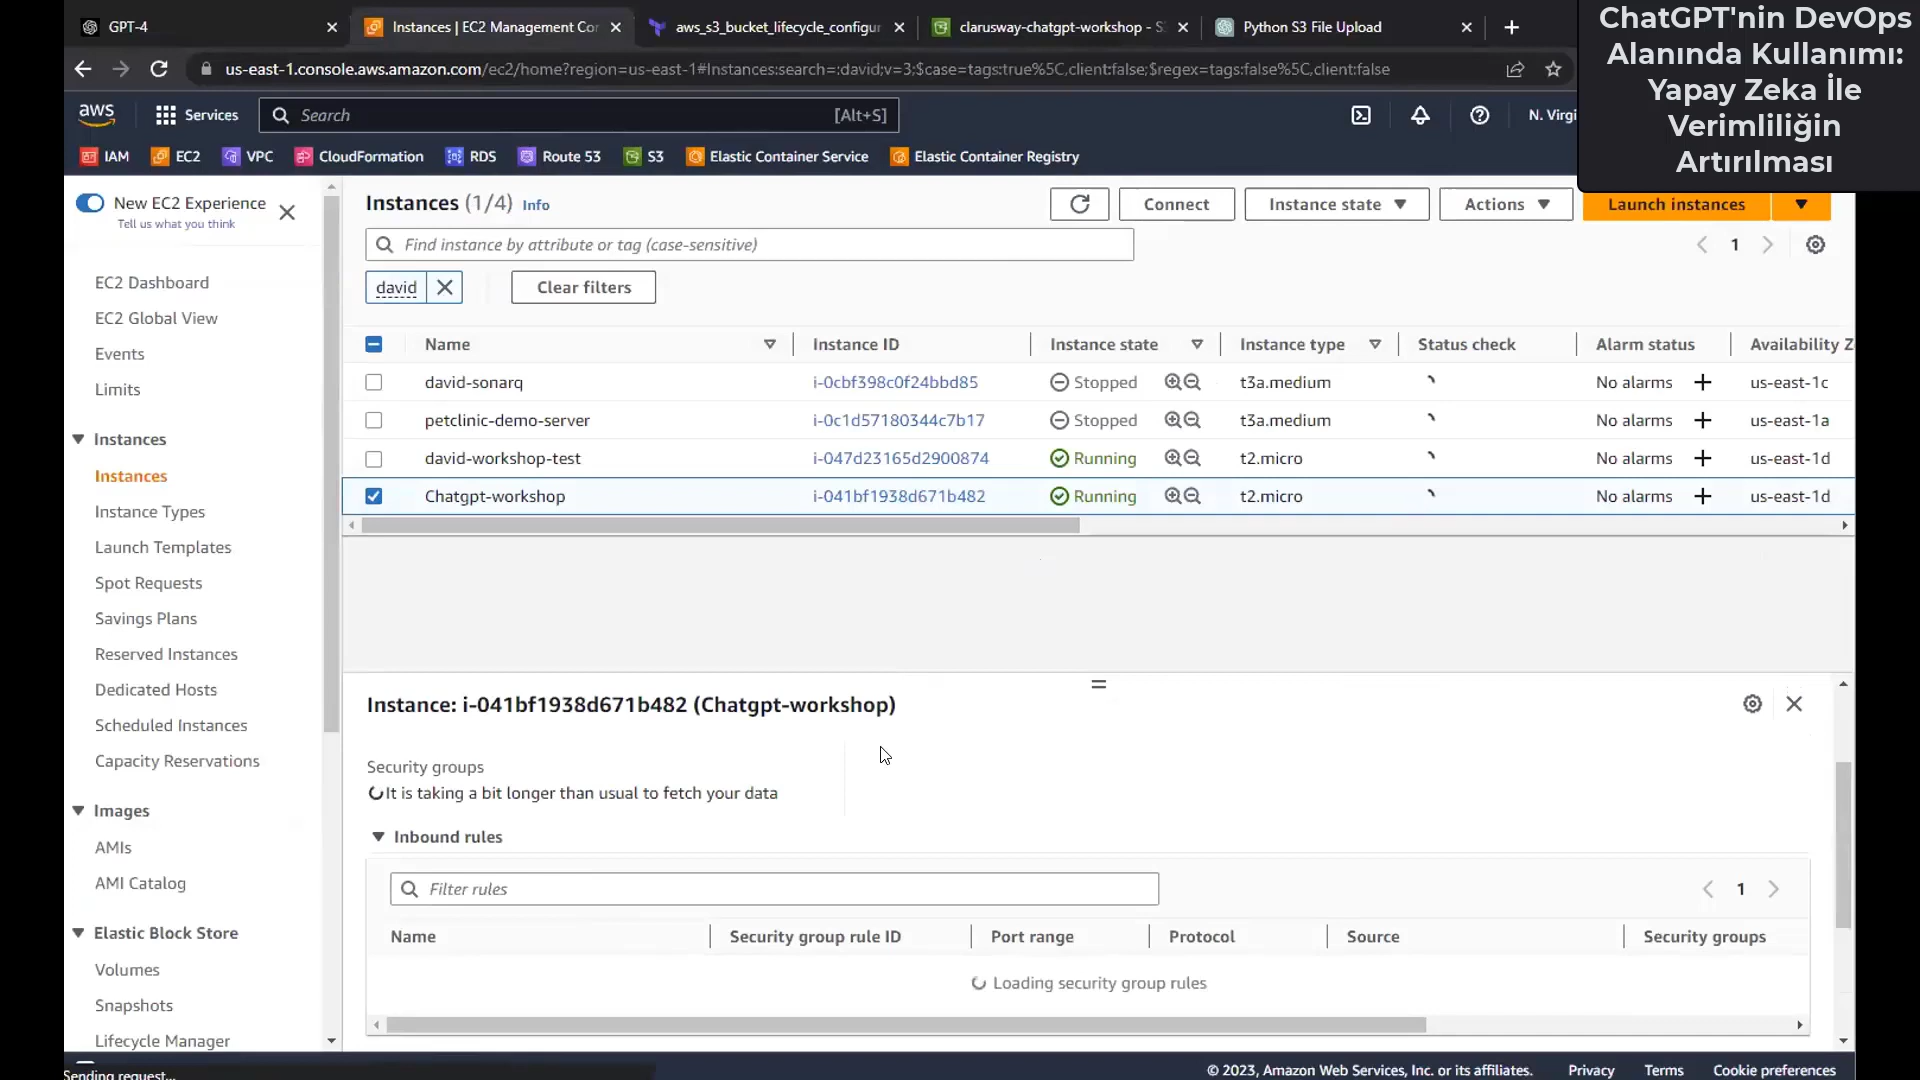 GPT-4
Instances | EC2 Management Cor
aws_s3_bucket_lifecycle_configur
clarusway-chatgpt-workshop - S
Python S3 File Upload
ChatGPT'nin DevOps
Alanında Kullanımı:
Yapay Zeka İle
Verimliliğin
Artırılması
us-east-1.console.aws.amazon.com/ec2/home?region=us-east-1#Instances:search=:david;v=3;$case=tags:true%5C,client:false;$regex=tags:false%5C,client:false
aws
Services
Search
[Alt+S]
N. Virgi
IAM
EC2
VPC
CloudFormation
RDS
Route 53
S3
Elastic Container Service
Elastic Container Registry
New EC2 Experience
Tell us what you think
EC2 Dashboard
EC2 Global View
Events
Limits
Instances
Instances
Instance Types
Launch Templates
Spot Requests
Savings Plans
Reserved Instances
Dedicated Hosts
Scheduled Instances
Capacity Reservations
Images
AMIs
AMI Catalog
Elastic Block Store
Volumes
Snapshots
Lifecycle Manager
Instances (1/4) Info
Connect
Instance state
Actions
Launch instances
Find instance by attribute or tag (case-sensitive)
1
david
Clear filters
Name Instance ID Instance state Instance type Status check Alarm status Availability Z
david-sonarq i-0cbf398c0f24bbd85 Stopped t3a.medium No alarms us-east-1c
petclinic-demo-server i-0c1d57180344c7b17 Stopped t3a.medium No alarms us-east-1a
david-workshop-test i-047d23165d2900874 Running t2.micro No alarms us-east-1d
Chatgpt-workshop i-041bf1938d671b482 Running t2.micro No alarms us-east-1d
Instance: i-041bf1938d671b482 (Chatgpt-workshop)
Security groups
It is taking a bit longer than usual to fetch your data
Inbound rules
Filter rules
1
Name Security group rule ID Port range Protocol Source Security groups
Loading security group rules
Sending request...
© 2023, Amazon Web Services, Inc. or its affiliates. Privacy Terms Cookie preferences